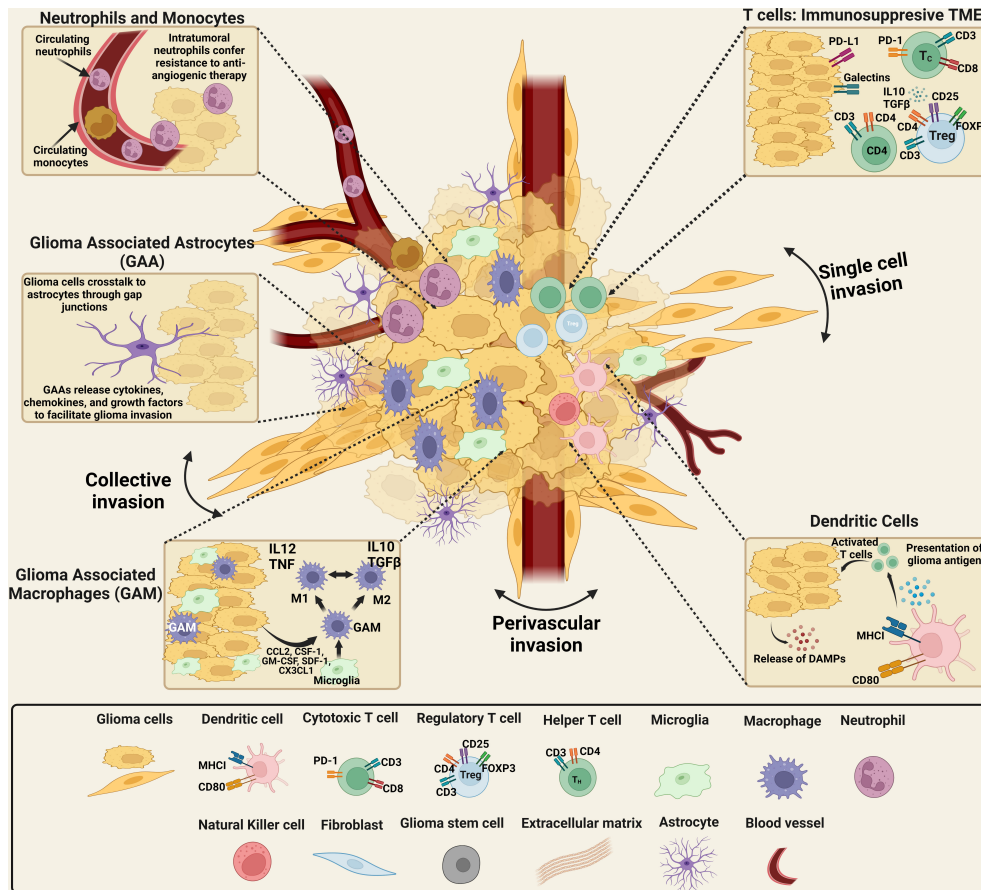 Neutrophils and Monocytes
Circulating
neutrophils
Intratumoral
neutrophils confer
resistance to anti-
angiogenic therapy
Circulating
monocytes
T cells: Immunosuppresive TME
PD-L1
PD-1
CD3
TC
CD8
Galectins
IL10
TGFβ
CD25
CD3
CD4
CD4
FOXP
Treg
CD4
CD3
Glioma Associated Astrocytes
(GAA)
Glioma cells crosstalk to
astrocytes through gap
junctions
GAAs release cytokines,
chemokines, and growth factors
to facilitate glioma invasion
Treg
Single cell
invasion
Collective
invasion
Perivascular
invasion
Glioma Associated
Macrophages (GAM)
GAM
IL12
TNF
IL10
TGFβ
M1
M2
GAM
CCL2, CSF-1,
GM-CSF, SDF-1,
CX3CL1
Microglia
Dendritic Cells
Activated
T cells
Presentation of
glioma antigen
MHCI
Release of DAMPs
CD80
Glioma cells
Dendritic cell
Cytotoxic T cell
Regulatory T cell
Helper T cell
Microglia
Macrophage
Neutrophil
MHCI
CD80
PD-1
CD3
CD8
CD25
CD4
FOXP3
Treg
CD3
CD3
CD4
TH
Natural Killer cell
Fibroblast
Glioma stem cell
Extracellular matrix
Astrocyte
Blood vessel